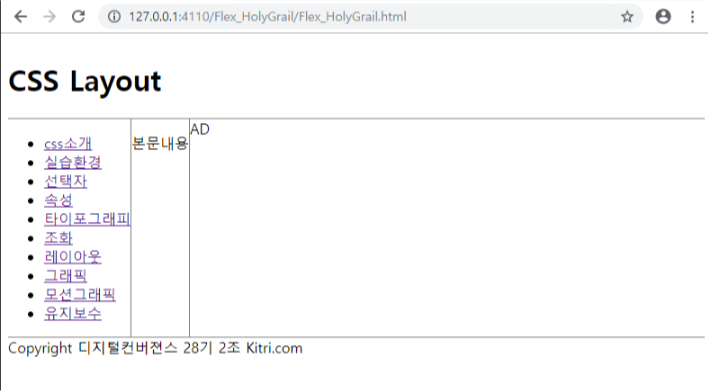 127.0.0.1:4110/Flex_HolyGrail/Flex_HolyGrail.html
CSS Layout
css소개
실습환경
선택자
속성
타이포그래피
조화
레이아웃
그래픽
모션그래픽
유지보수
본문내용
AD
Copyright 디지털컨버젼스 28기 2조 Kitri.com